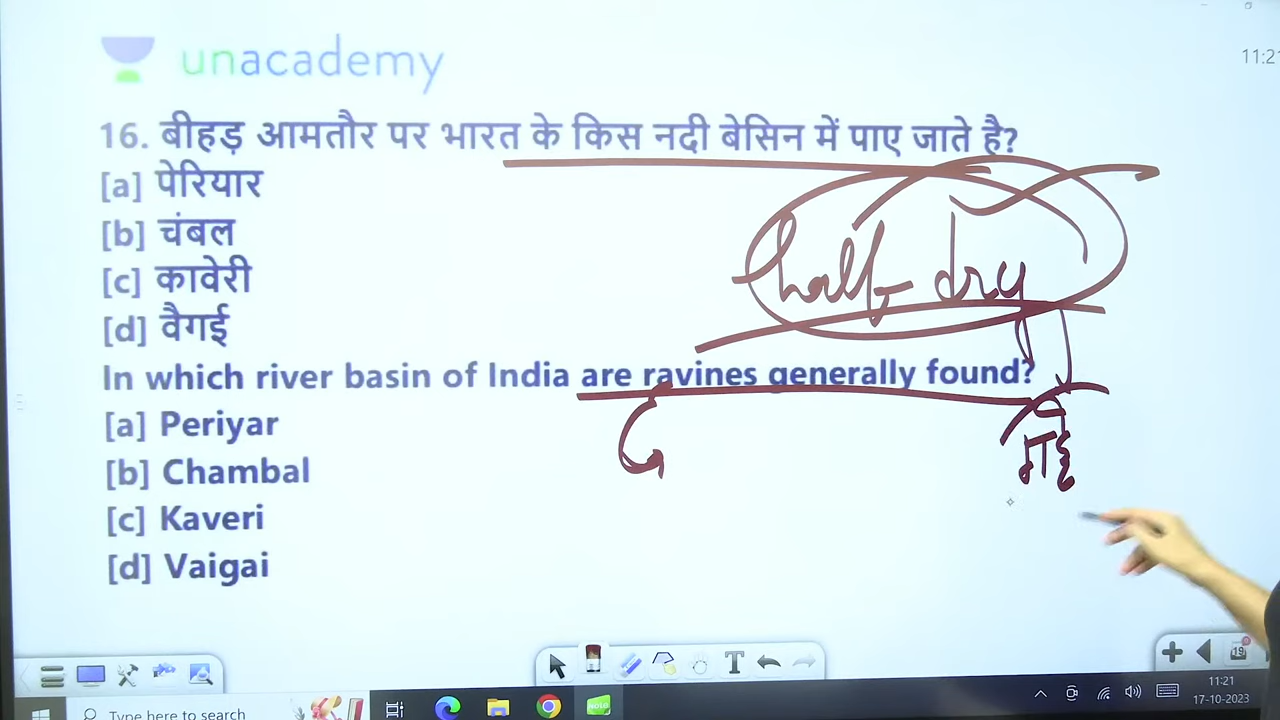 unacademy
11:21
16. बीहड़ आमतौर पर भारत के किस नदी बेसिन में पाए जाते है?
[a] पेरियार
[b] चंबल
[c] कावेरी
[d] वैगई
half-dry
In which river basin of India are ravines generally found?
[a] Periyar
[b] Chambal
[c] Kaveri
[d] Vaigai
T
19
Type here to search
11:21
17-10-2023